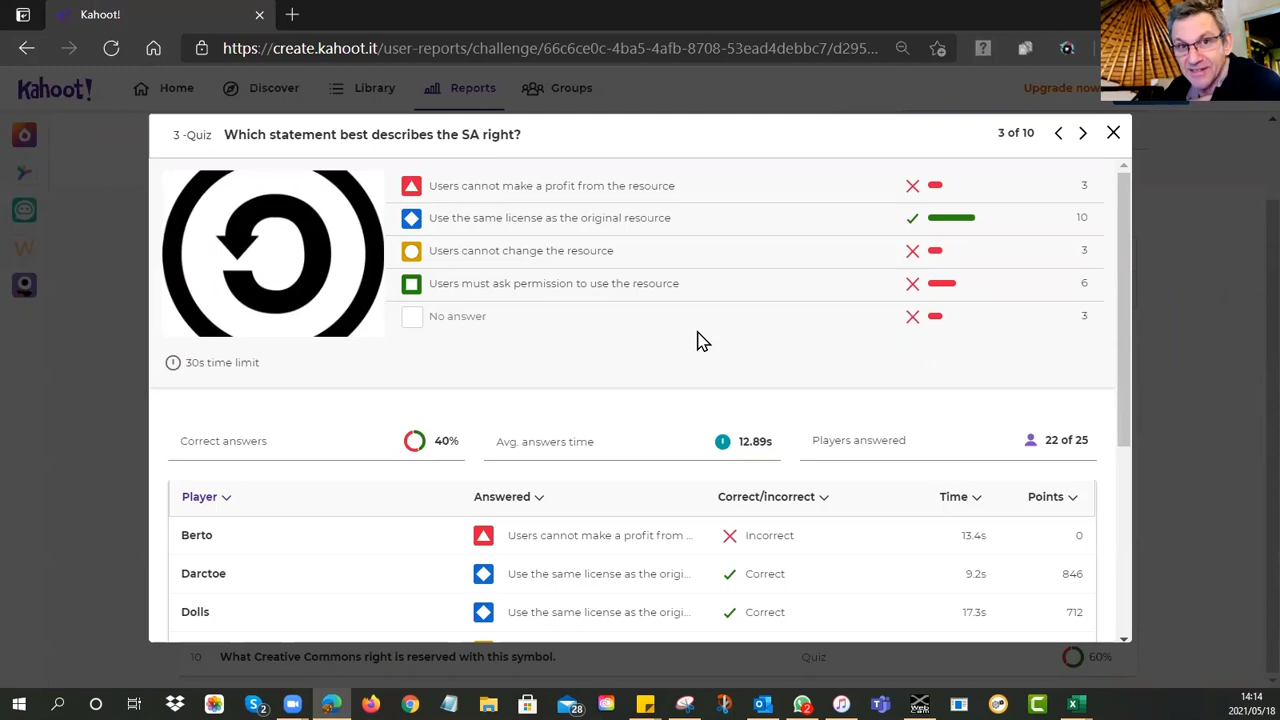 Kahoot!
https://create.kahoot.it/user-reports/challenge/66c6ce0c-4ba5-4afb-8708-53ead4debbc7/d295...
Kahoot!
Home
Discover
Library
Reports
Groups
Upgrade now
3 -Quiz Which statement best describes the SA right?
3 of 10
Users cannot make a profit from the resource 3
Use the same license as the original resource 10
Users cannot change the resource 3
Users must ask permission to use the resource 6
No answer 3
30s time limit
Correct answers 40%
Avg. answers time 12.89s
Players answered 22 of 25
Player Answered Correct/incorrect Time Points
Berto Users cannot make a profit from ... Incorrect 13.4s 0
Darctoe Use the same license as the origi... Correct 9.2s 846
Dolls Use the same license as the origi... Correct 17.3s 712
10 What Creative Commons right is reserved with this symbol. Quiz 60%
14:14
2021/05/18